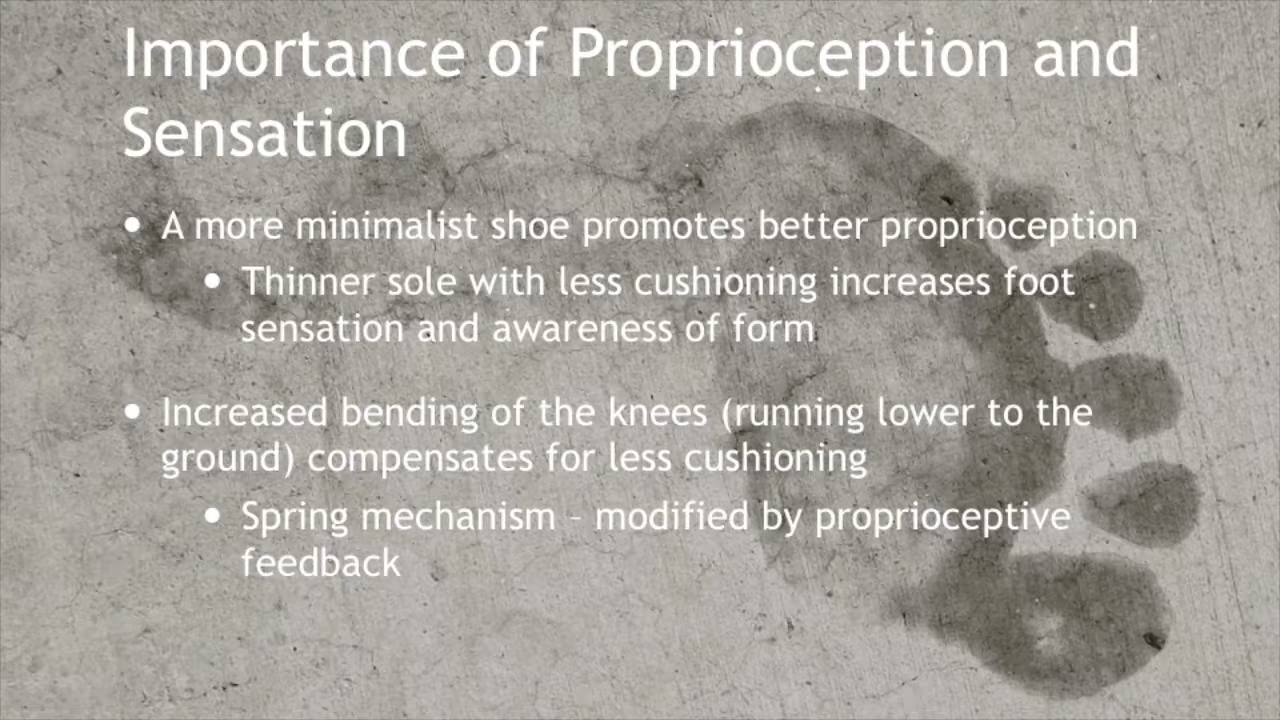 Importance of Proprioception and
Sensation
• A more minimalist shoe promotes better proprioception
• Thinner sole with less cushioning increases foot
sensation and awareness of form
• Increased bending of the knees (running lower to the
ground) compensates for less cushioning
• Spring mechanism – modified by proprioceptive
feedback